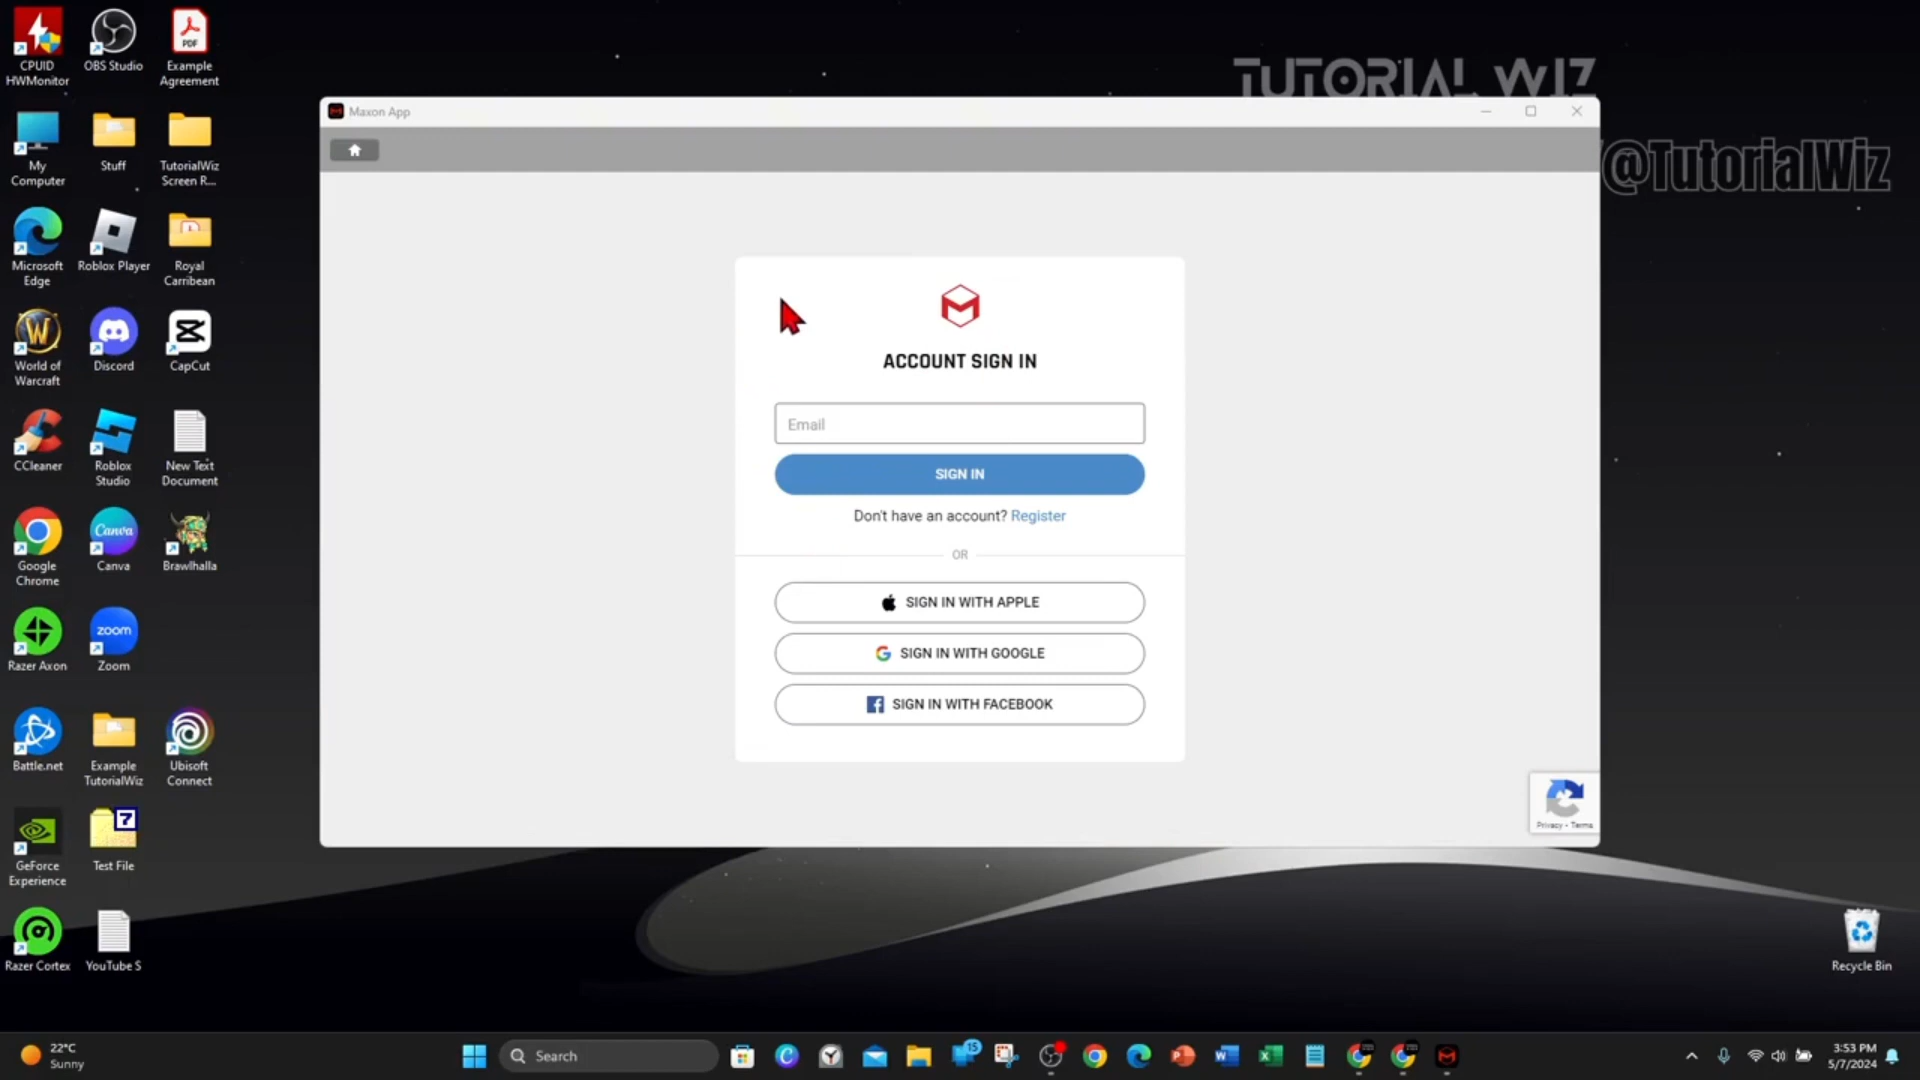 CPUID
HWMonitor
OBS Studio
PDF
Example
Agreement
My
Computer
Stuff
TutorialWiz
Screen R...
Microsoft
Edge
Roblox Player
Royal
Carribean
World of
Warcraft
Discord
CapCut
CCleaner
Roblox
Studio
New Text
Document
Google
Chrome
Canva
Canva
Brawlhalla
Razer Axon
zoom
Zoom
Battle.net
Example
TutorialWiz
Ubisoft
Connect
GeForce
Experience
7
Test File
Razer Cortex
YouTube S
TUTORIAL WIZ
@TutorialWiz
Maxon App
ACCOUNT SIGN IN
Email
SIGN IN
Don't have an account? Register
OR
SIGN IN WITH APPLE
SIGN IN WITH GOOGLE
SIGN IN WITH FACEBOOK
Privacy - Terms
Recycle Bin
22°C
Sunny
Search
15
3:53 PM
5/7/2024